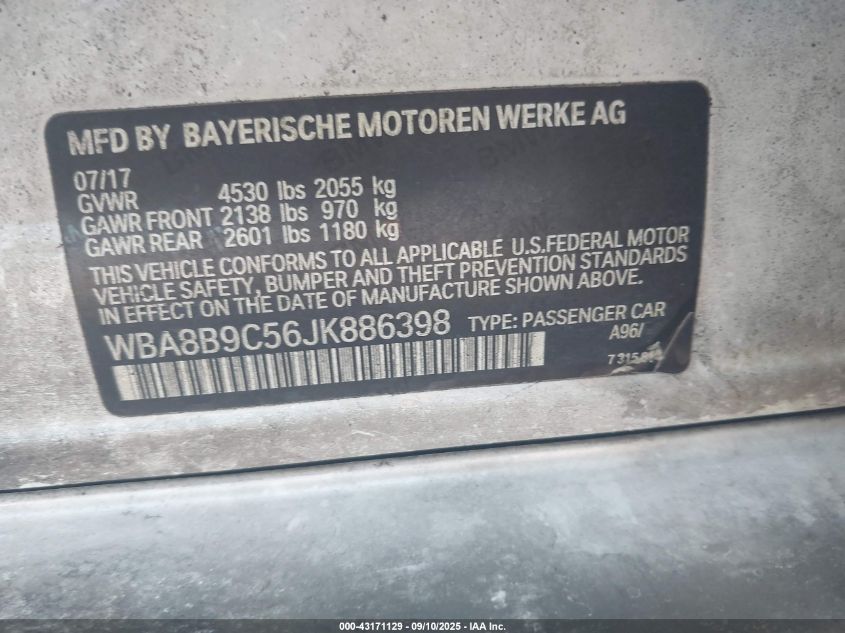 MFD BY BAYERISCHE MOTOREN WERKE AG
07/17
GVWR 4530 lbs 2055 kg
GAWR FRONT 2138 lbs 970 kg
GAWR REAR 2601 lbs 1180 kg
THIS VEHICLE CONFORMS TO ALL APPLICABLE U.S.FEDERAL MOTOR
VEHICLE SAFETY, BUMPER AND THEFT PREVENTION STANDARDS
IN EFFECT ON THE DATE OF MANUFACTURE SHOWN ABOVE.
WBA8B9C56JK886398 TYPE: PASSENGER CAR
A96/
000-43171129 - 09/10/2025 - IAA Inc.